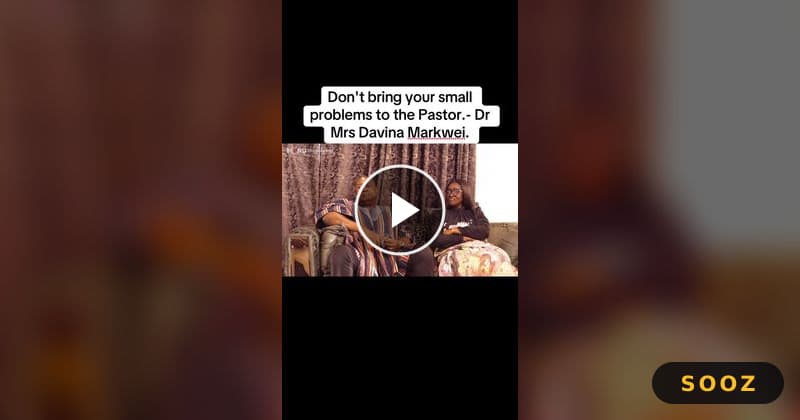 Don't bring your small
problems to the Pastor.- Dr
Mrs Davina Markwei.
SOOZ